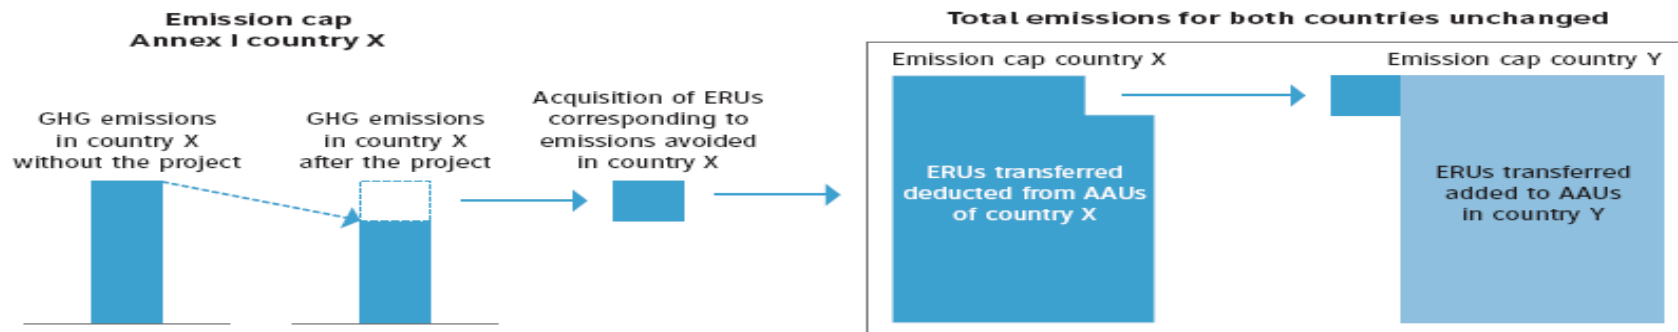 Emission cap
Annex I country X
GHG emissions
in country X
without the project
GHG emissions
in country X
after the project
Acquisition of ERUs
corresponding to
emissions avoided
in country X
Total emissions for both countries unchanged
Emission cap country X
Emission cap country Y
ERUs transferred
deducted from AAUs
of country X
ERUs transferred
added to AAUs
in country Y